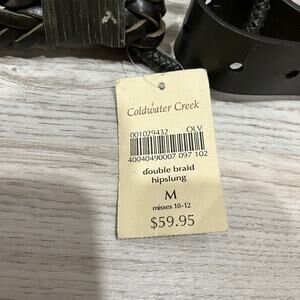 Coldwater Creek
001029432 OLV
40040490007 097 102
double braid
hipslung
M
misses 10-12
$59.95